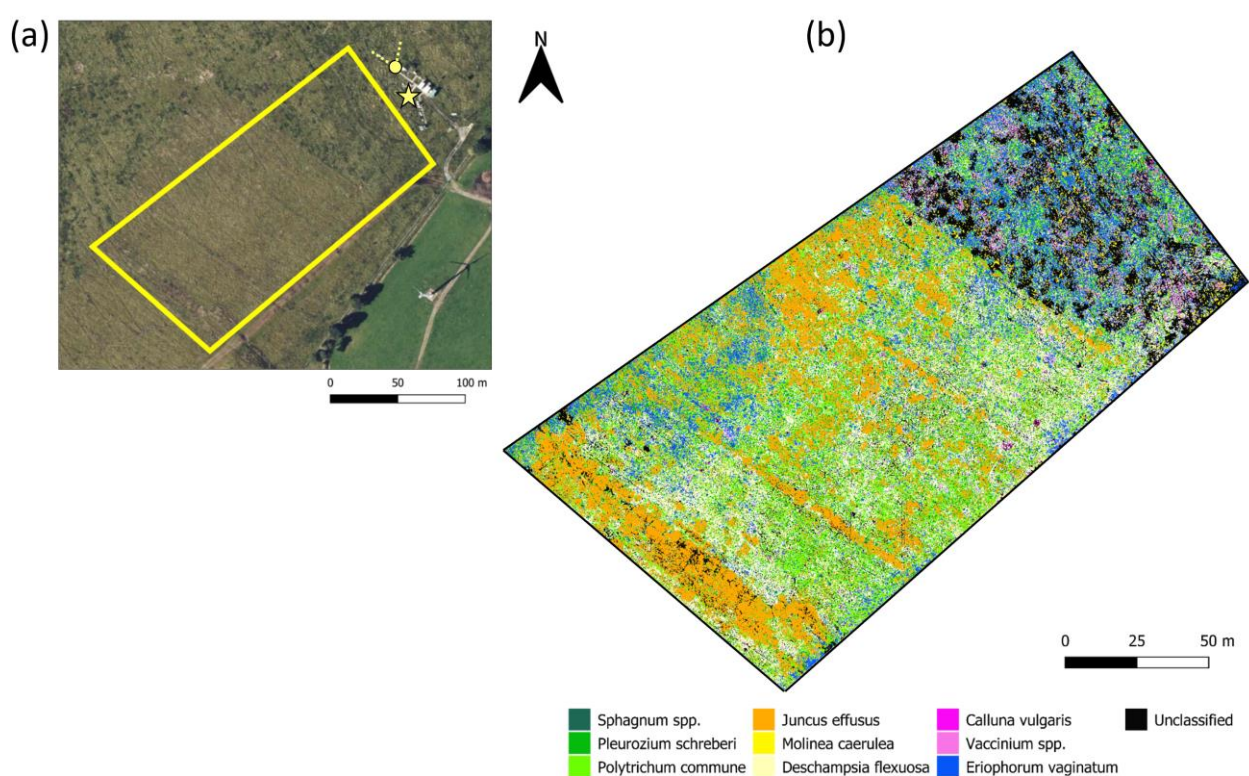 (a)
N
(b)
0 50 100 m
0 25 50 m
Sphagnum spp. Juncus effusus Calluna vulgaris Unclassified
Pleurozium schreberi Molinea caerulea Vaccinium spp.
Polytrichum commune Deschampsia flexuosa Eriophorum vaginatum